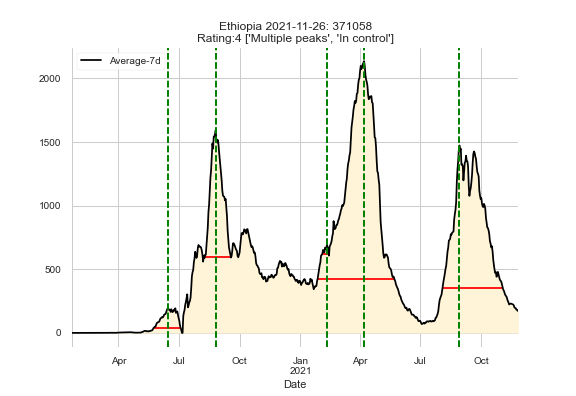 Ethiopia 2021-11-26: 371058
Rating:4 ['Multiple peaks', 'In control']
Average-7d
2000
1500
1000
500
0
Apr Jul Oct Jan Apr Jul Oct
2021
Date